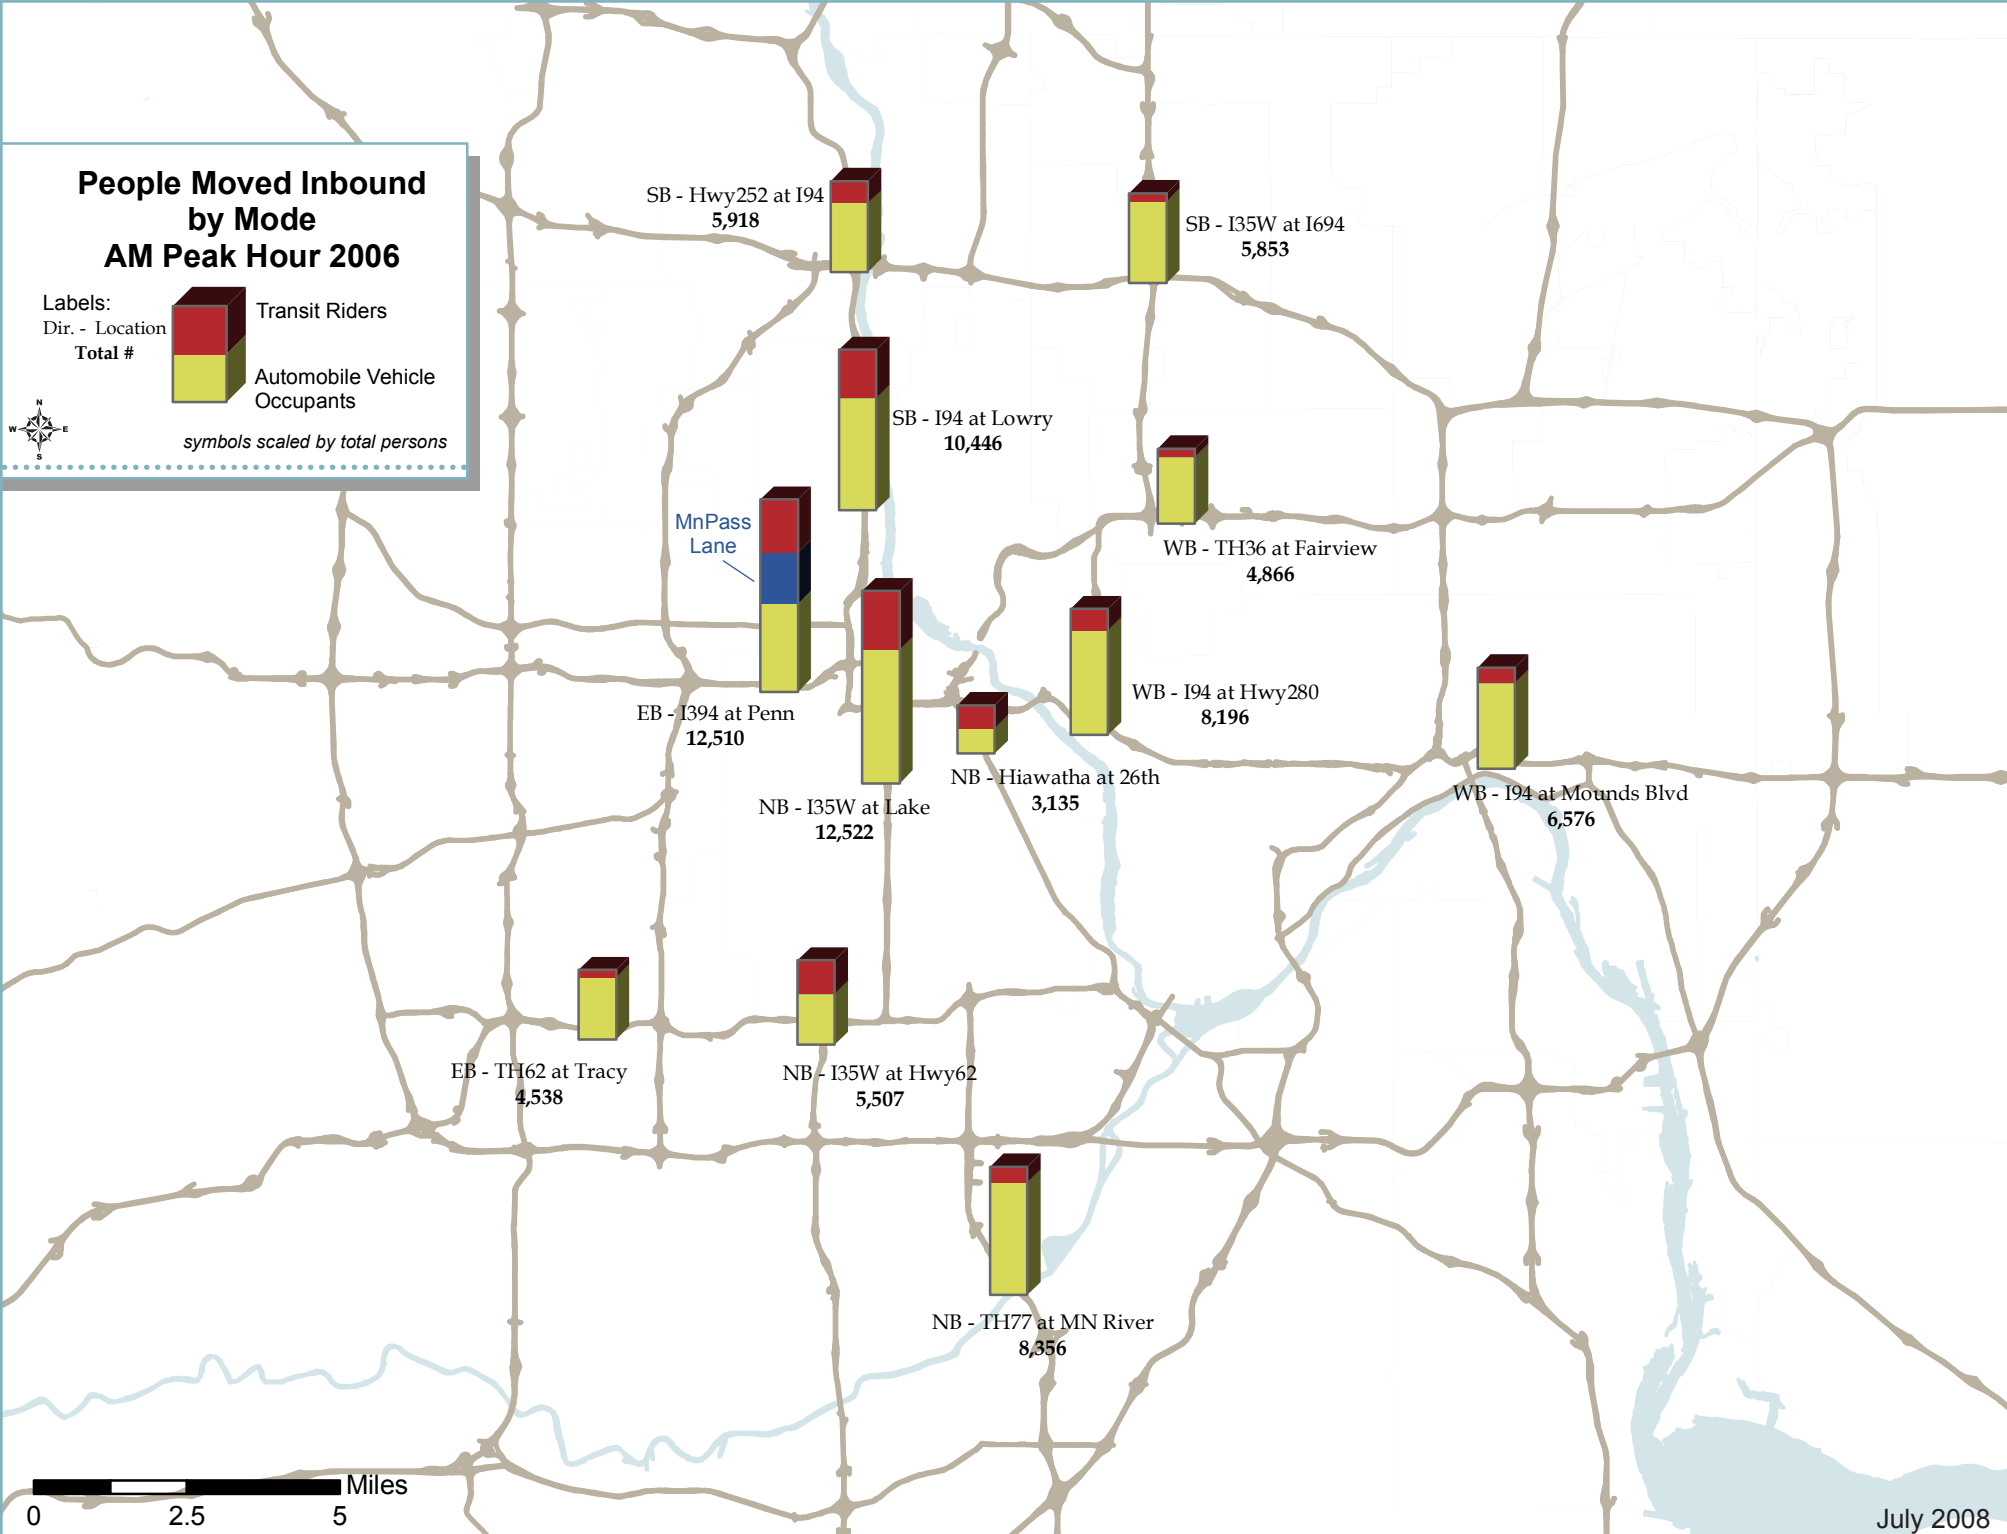 People Moved Inbound
by Mode
AM Peak Hour 2006
Labels:
Dir. - Location
Total #
Transit Riders
Automobile Vehicle
Occupants
N
W
E
S
symbols scaled by total persons
SB - Hwy252 at I94
5,918
SB - I35W at I694
5,853
SB - I94 at Lowry
10,446
MnPass
Lane
WB - TH36 at Fairview
4,866
EB - I394 at Penn
12,510
WB - I94 at Hwy280
8,196
NB - Hiawatha at 26th
3,135
NB - I35W at Lake
12,522
WB - I94 at Mounds Blvd
6,576
EB - TH62 at Tracy
4,538
NB - I35W at Hwy62
5,507
NB - TH77 at MN River
8,356
Miles
0
2.5
5
July 2008